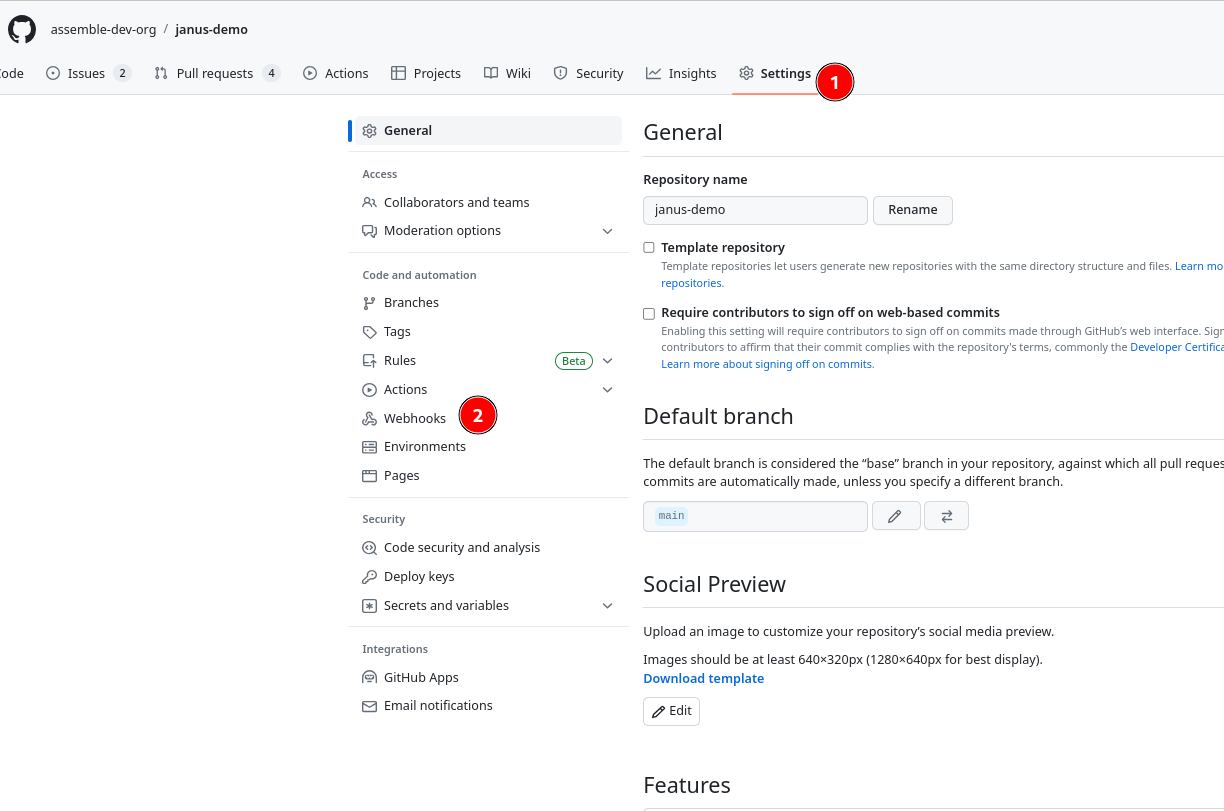 assemble-dev-org / janus-demo
ode Issues 2 Pull requests 4 Actions Projects Wiki Security Insights Settings 1
General
Access
Collaborators and teams
Moderation options
Code and automation
Branches
Tags
Rules Beta
Actions
Webhooks 2
Environments
Pages
Security
Code security and analysis
Deploy keys
Secrets and variables
Integrations
GitHub Apps
Email notifications
General
Repository name
janus-demo Rename
Template repository
Template repositories let users generate new repositories with the same directory structure and files. Learn mo
repositories.
Require contributors to sign off on web-based commits
Enabling this setting will require contributors to sign off on commits made through GitHub's web interface. Sign
contributors to affirm that their commit complies with the repository's terms, commonly the Developer Certifica
Learn more about signing off on commits.
Default branch
The default branch is considered the “base” branch in your repository, against which all pull reques
commits are automatically made, unless you specify a different branch.
main
Social Preview
Upload an image to customize your repository's social media preview.
Images should be at least 640×320px (1280×640px for best display).
Download template
Edit
Features